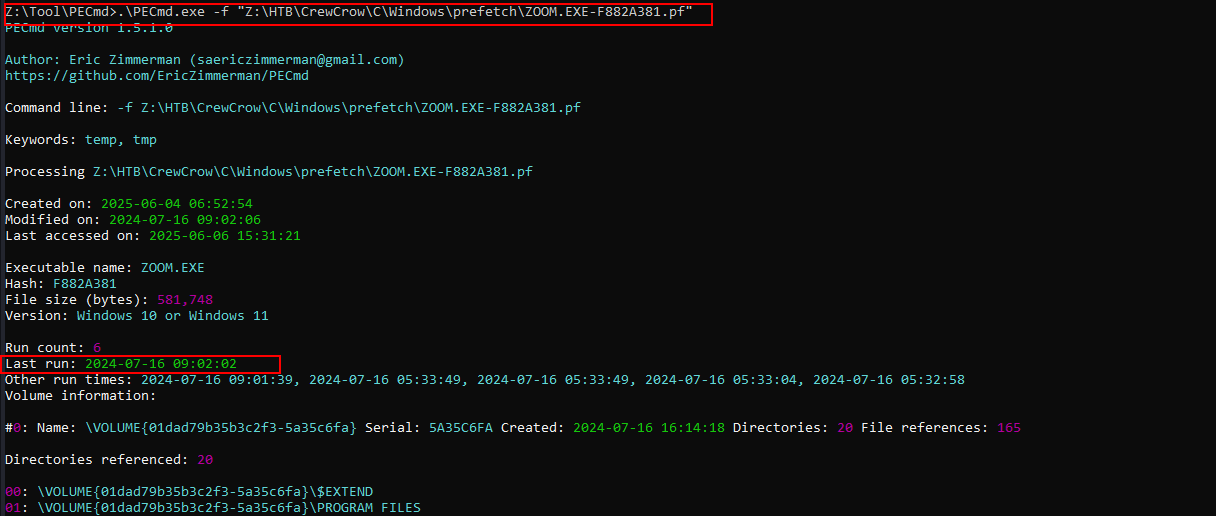 Z:\Tool\PECmd>.\PECmd.exe -f "Z:\HTB\CrewCrow\C\Windows\prefetch\ZOOM.EXE-F882A381.pf"
PECmd version 1.5.1.0
Author: Eric Zimmerman (saericzimmerman@gmail.com)
https://github.com/EricZimmerman/PECmd
Command line: -f Z:\HTB\CrewCrow\C\Windows\prefetch\ZOOM.EXE-F882A381.pf
Keywords: temp, tmp
Processing Z:\HTB\CrewCrow\C\Windows\prefetch\ZOOM.EXE-F882A381.pf
Created on: 2025-06-04 06:52:54
Modified on: 2024-07-16 09:02:06
Last accessed on: 2025-06-06 15:31:21
Executable name: ZOOM.EXE
Hash: F882A381
File size (bytes): 581,748
Version: Windows 10 or Windows 11
Run count: 6
Last run: 2024-07-16 09:02:02
Other run times: 2024-07-16 09:01:39, 2024-07-16 05:33:49, 2024-07-16 05:33:49, 2024-07-16 05:33:04, 2024-07-16 05:32:58
Volume information:
#0: Name: \VOLUME{01dad79b35b3c2f3-5a35c6fa} Serial: 5A35C6FA Created: 2024-07-16 16:14:18 Directories: 20 File references: 165
Directories referenced: 20
00: \VOLUME{01dad79b35b3c2f3-5a35c6fa}\$EXTEND
01: \VOLUME{01dad79b35b3c2f3-5a35c6fa}\PROGRAM FILES